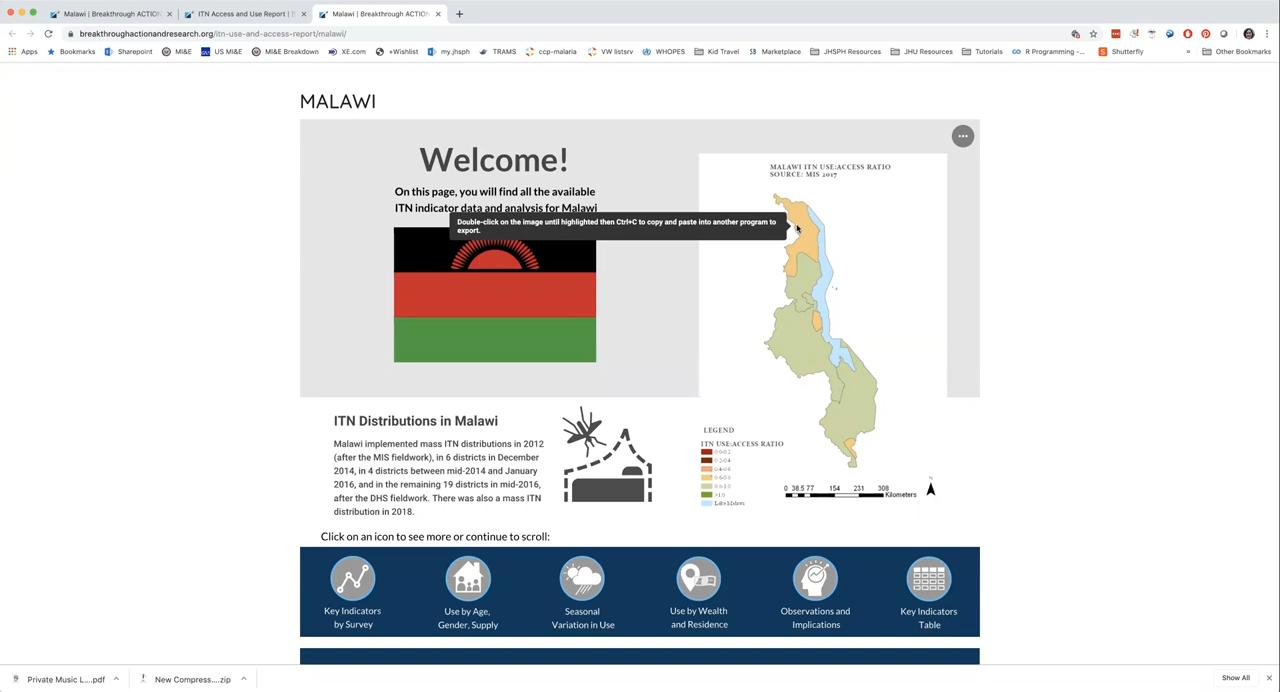 Malawi | Breakthrough ACTION
ITN Access and Use Report | B
Malawi | Breakthrough ACTION
breakthroughactionandresearch.org/itn-use-and-access-report/malawi/
Apps
Bookmarks
Sharepoint
MI&E
US MI&E
MI&E Breakdown
XE.com
+Wishlist
my.jhsph
TRAMS
ccp-malaria
VW listsrv
WHOPES
Kid Travel
Marketplace
JHSPH Resources
JHU Resources
Tutorials
R Programming -...
Shutterfly
»
Other Bookmarks
MALAWI
Welcome!
On this page, you will find all the available
ITN indicator data and analysis for Malawi
Double-click on the image until highlighted then Ctrl+C to copy and paste into another program to
export.
MALAWI ITN USE:ACCESS RATIO
SOURCE: MIS 2017
ITN Distributions in Malawi
Malawi implemented mass ITN distributions in 2012
(after the MIS fieldwork), in 6 districts in December
2014, in 4 districts between mid-2014 and January
2016, and in the remaining 19 districts in mid-2016,
after the DHS fieldwork. There was also a mass ITN
distribution in 2018.
LEGEND
ITN USE:ACCESS RATIO
0 38.5 77 154 231 308
Kilometers
N
Click on an icon to see more or continue to scroll:
Key Indicators
by Survey
Use by Age,
Gender, Supply
Seasonal
Variation in Use
Use by Wealth
and Residence
Observations and
Implications
Key Indicators
Table
Private Music L....pdf
New Compress....zip
Show All